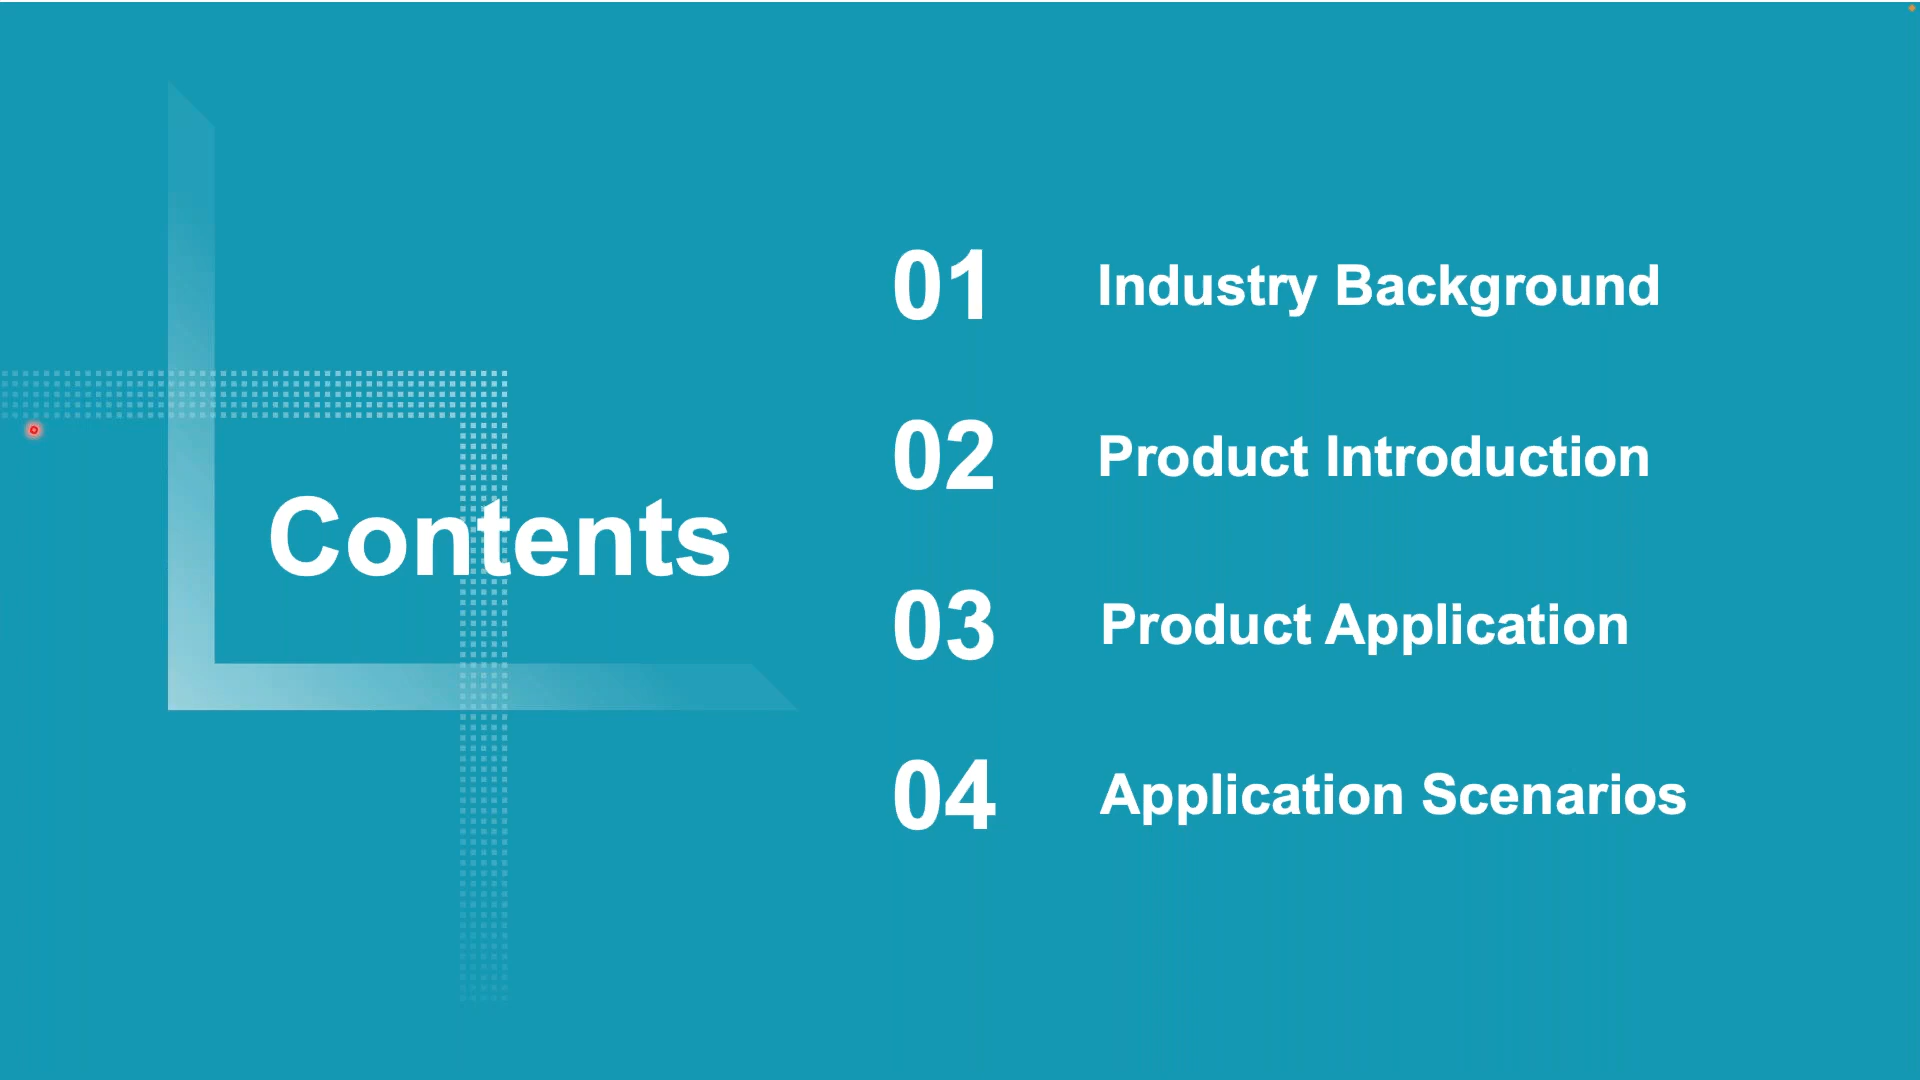 Contents
01 Industry Background
02 Product Introduction
03 Product Application
04 Application Scenarios